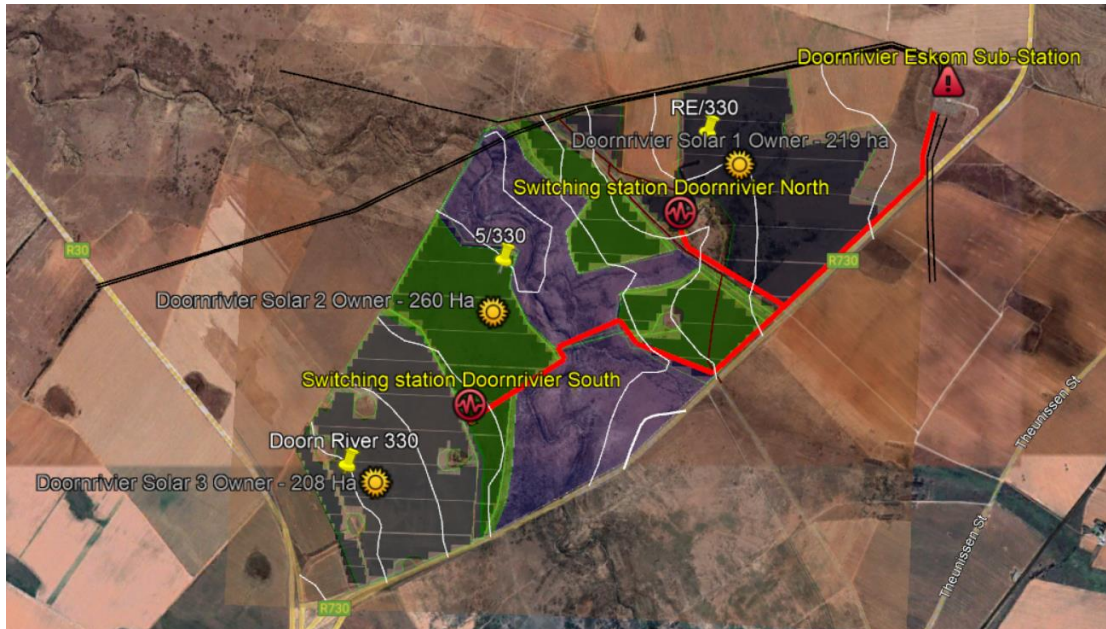 Doornrivier Eskom Sub-Station
RE/330
Doornrivier Solar 1 Owner - 219 ha
Switching station Doornrivier North
5/330
R30
R730
Doornrivier Solar 2 Owner - 260 Ha
Switching station Doornrivier South
Theunissen St
Doorn River 330
Doornrivier Solar 3 Owner - 208 Ha
Theunissen St
R730